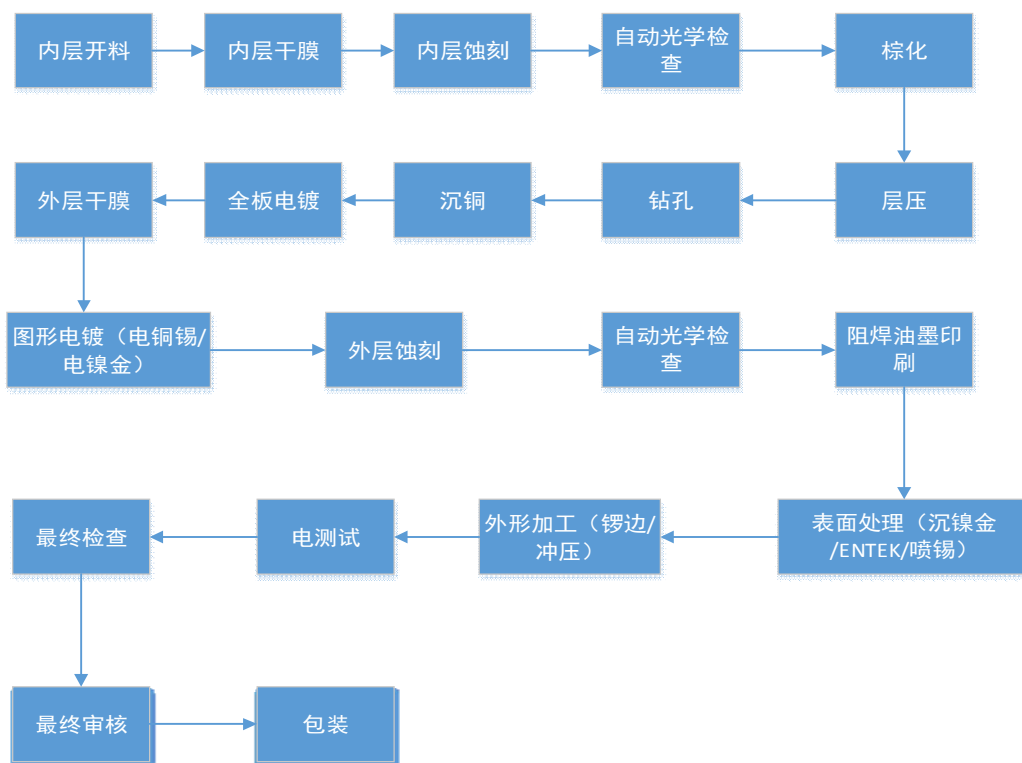 内层开料
内层干膜
内层蚀刻
自动光学检
查
棕化
外层干膜
全板电镀
沉铜
钻孔
层压
图形电镀（电铜锡/
电镍金）
外层蚀刻
自动光学检
查
阻焊油墨印
刷
最终检查
电测试
外形加工（锣边/
冲压）
表面处理（沉镍金
/ENTEK/喷锡）
最终审核
包装